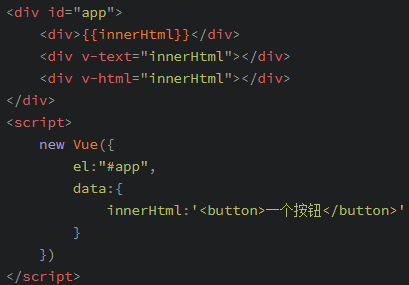 <div id="app">
    <div>{{innerHtml}}</div>
    <div v-text="innerHtml"></div>
    <div v-html="innerHtml"></div>
</div>
<script>
    new Vue({
        el:"#app",
        data:{
            innerHtml:'<button>一个按钮</button>'
        }
    })
</script>